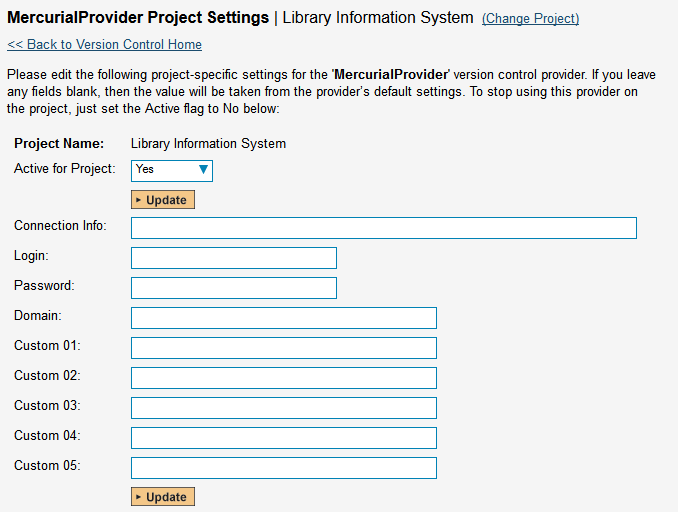 MercurialProvider Project Settings | Library Information System (Change Project)
<< Back to Version Control Home
Please edit the following project-specific settings for the 'MercurialProvider' version control provider. If you leave
any fields blank, then the value will be taken from the provider's default settings. To stop using this provider on
the project, just set the Active flag to No below:
Project Name: Library Information System
Active for Project: Yes
Update
Connection Info:
Login:
Password:
Domain:
Custom 01:
Custom 02:
Custom 03:
Custom 04:
Custom 05:
Update